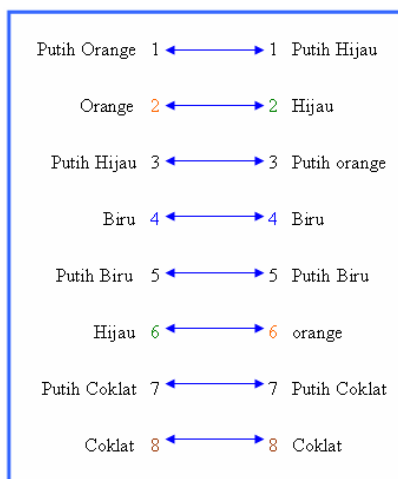 Putih Orange 1 1 Putih Hijau
Orange 2 2 Hijau
Putih Hijau 3 3 Putih orange
Biru 4 4 Biru
Putih Biru 5 5 Putih Biru
Hijau 6 6 orange
Putih Coklat 7 7 Putih Coklat
Coklat 8 8 Coklat